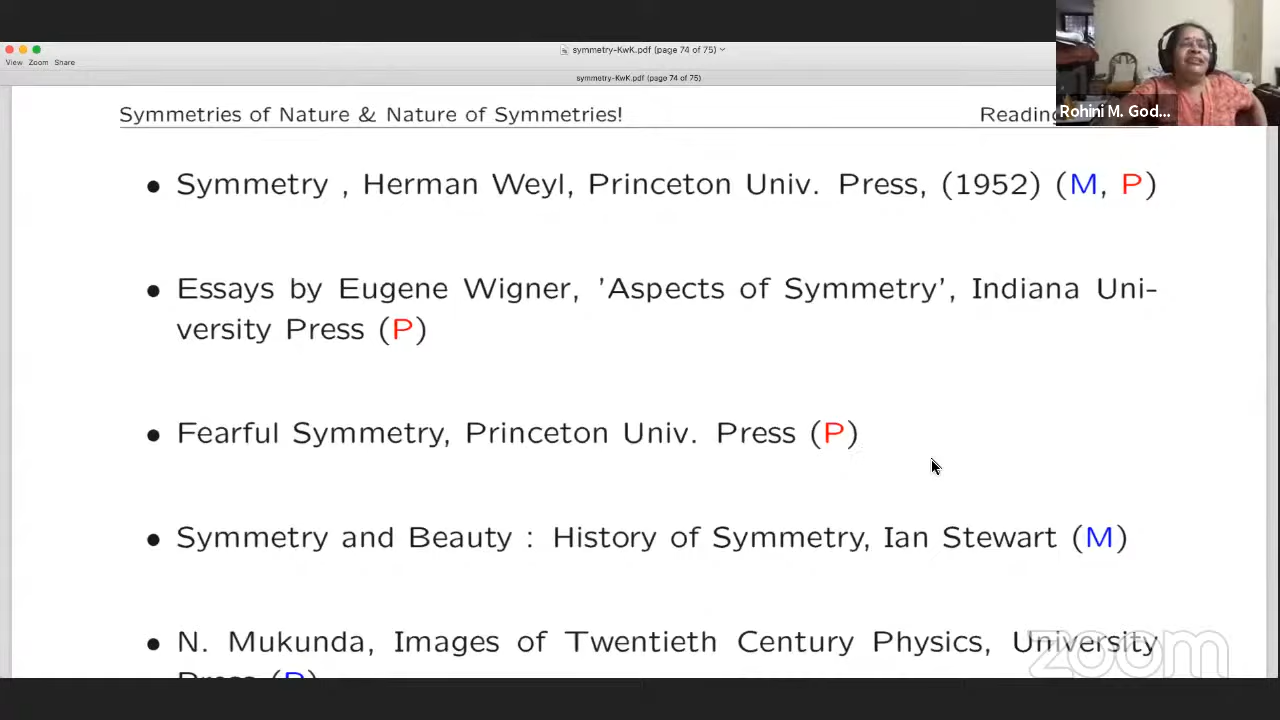 symmetry-KwK.pdf (page 74 of 75)
View Zoom Share
symmetry-KwK.pdf (page 74 of 75)
Rohini M. God...
Symmetries of Nature & Nature of Symmetries!
Reading
• Symmetry , Herman Weyl, Princeton Univ. Press, (1952) (M, P)
• Essays by Eugene Wigner, 'Aspects of Symmetry', Indiana Uni-
versity Press (P)
• Fearful Symmetry, Princeton Univ. Press (P)
• Symmetry and Beauty : History of Symmetry, Ian Stewart (M)
• N. Mukunda, Images of Twentieth Century Physics, University
Press (P)
zoom